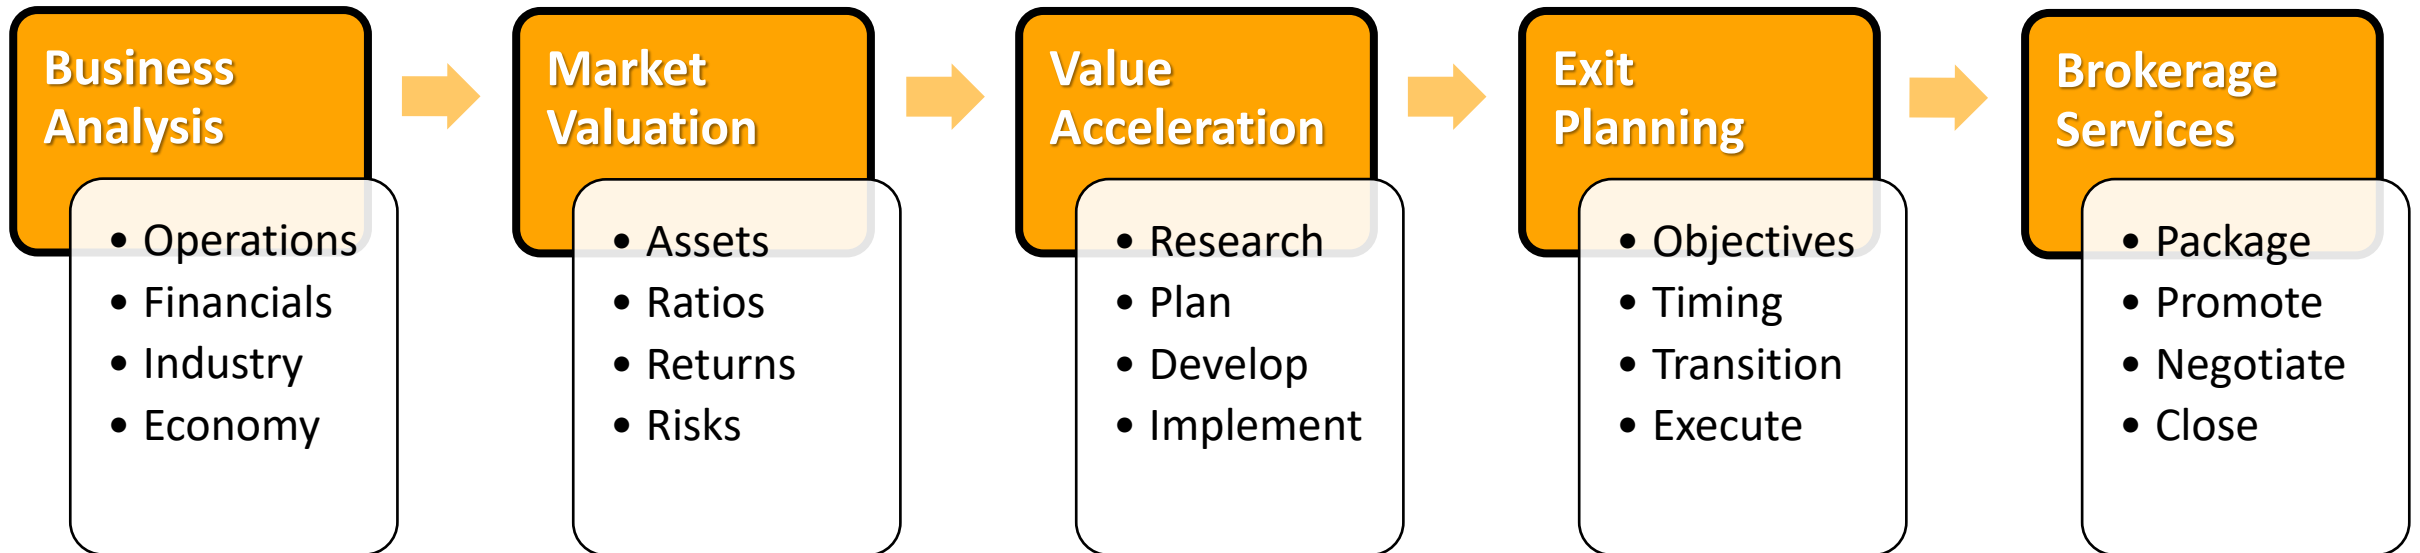 Business
Analysis
• Operations
• Financials
• Industry
• Economy
Market
Valuation
• Assets
• Ratios
• Returns
• Risks
Value
Acceleration
• Research
• Plan
• Develop
• Implement
Exit
Planning
• Objectives
• Timing
• Transition
• Execute
Brokerage
Services
• Package
• Promote
• Negotiate
• Close